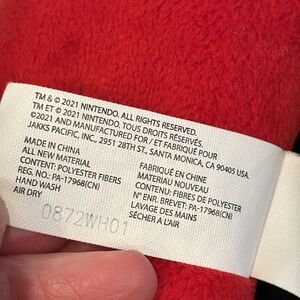 TM & © 2021 NINTENDO. ALL RIGHTS RESERVED.
TM ET © 2021 NINTENDO. TOUS DROITS RÉSERVÉS.
©2021 AND MANUFACTURED FOR / ET FABRIQUÉ POUR
JAKKS PACIFIC, INC., 2951 28TH ST., SANTA MONICA, CA 90405 USA.
MADE IN CHINA
ALL NEW MATERIAL
CONTENT: POLYESTER FIBERS
REG. NO.: PA-17968(CN)
HAND WASH
AIR DRY
FABRIQUÉ EN CHINE
MATÉRIAU NOUVEAU
CONTENU: FIBRES DE POLYESTER
N° ENR. BREVET: PA-17968(CN)
LAVAGE DES MAINS
SÉCHER À L'AIR
0872WH01